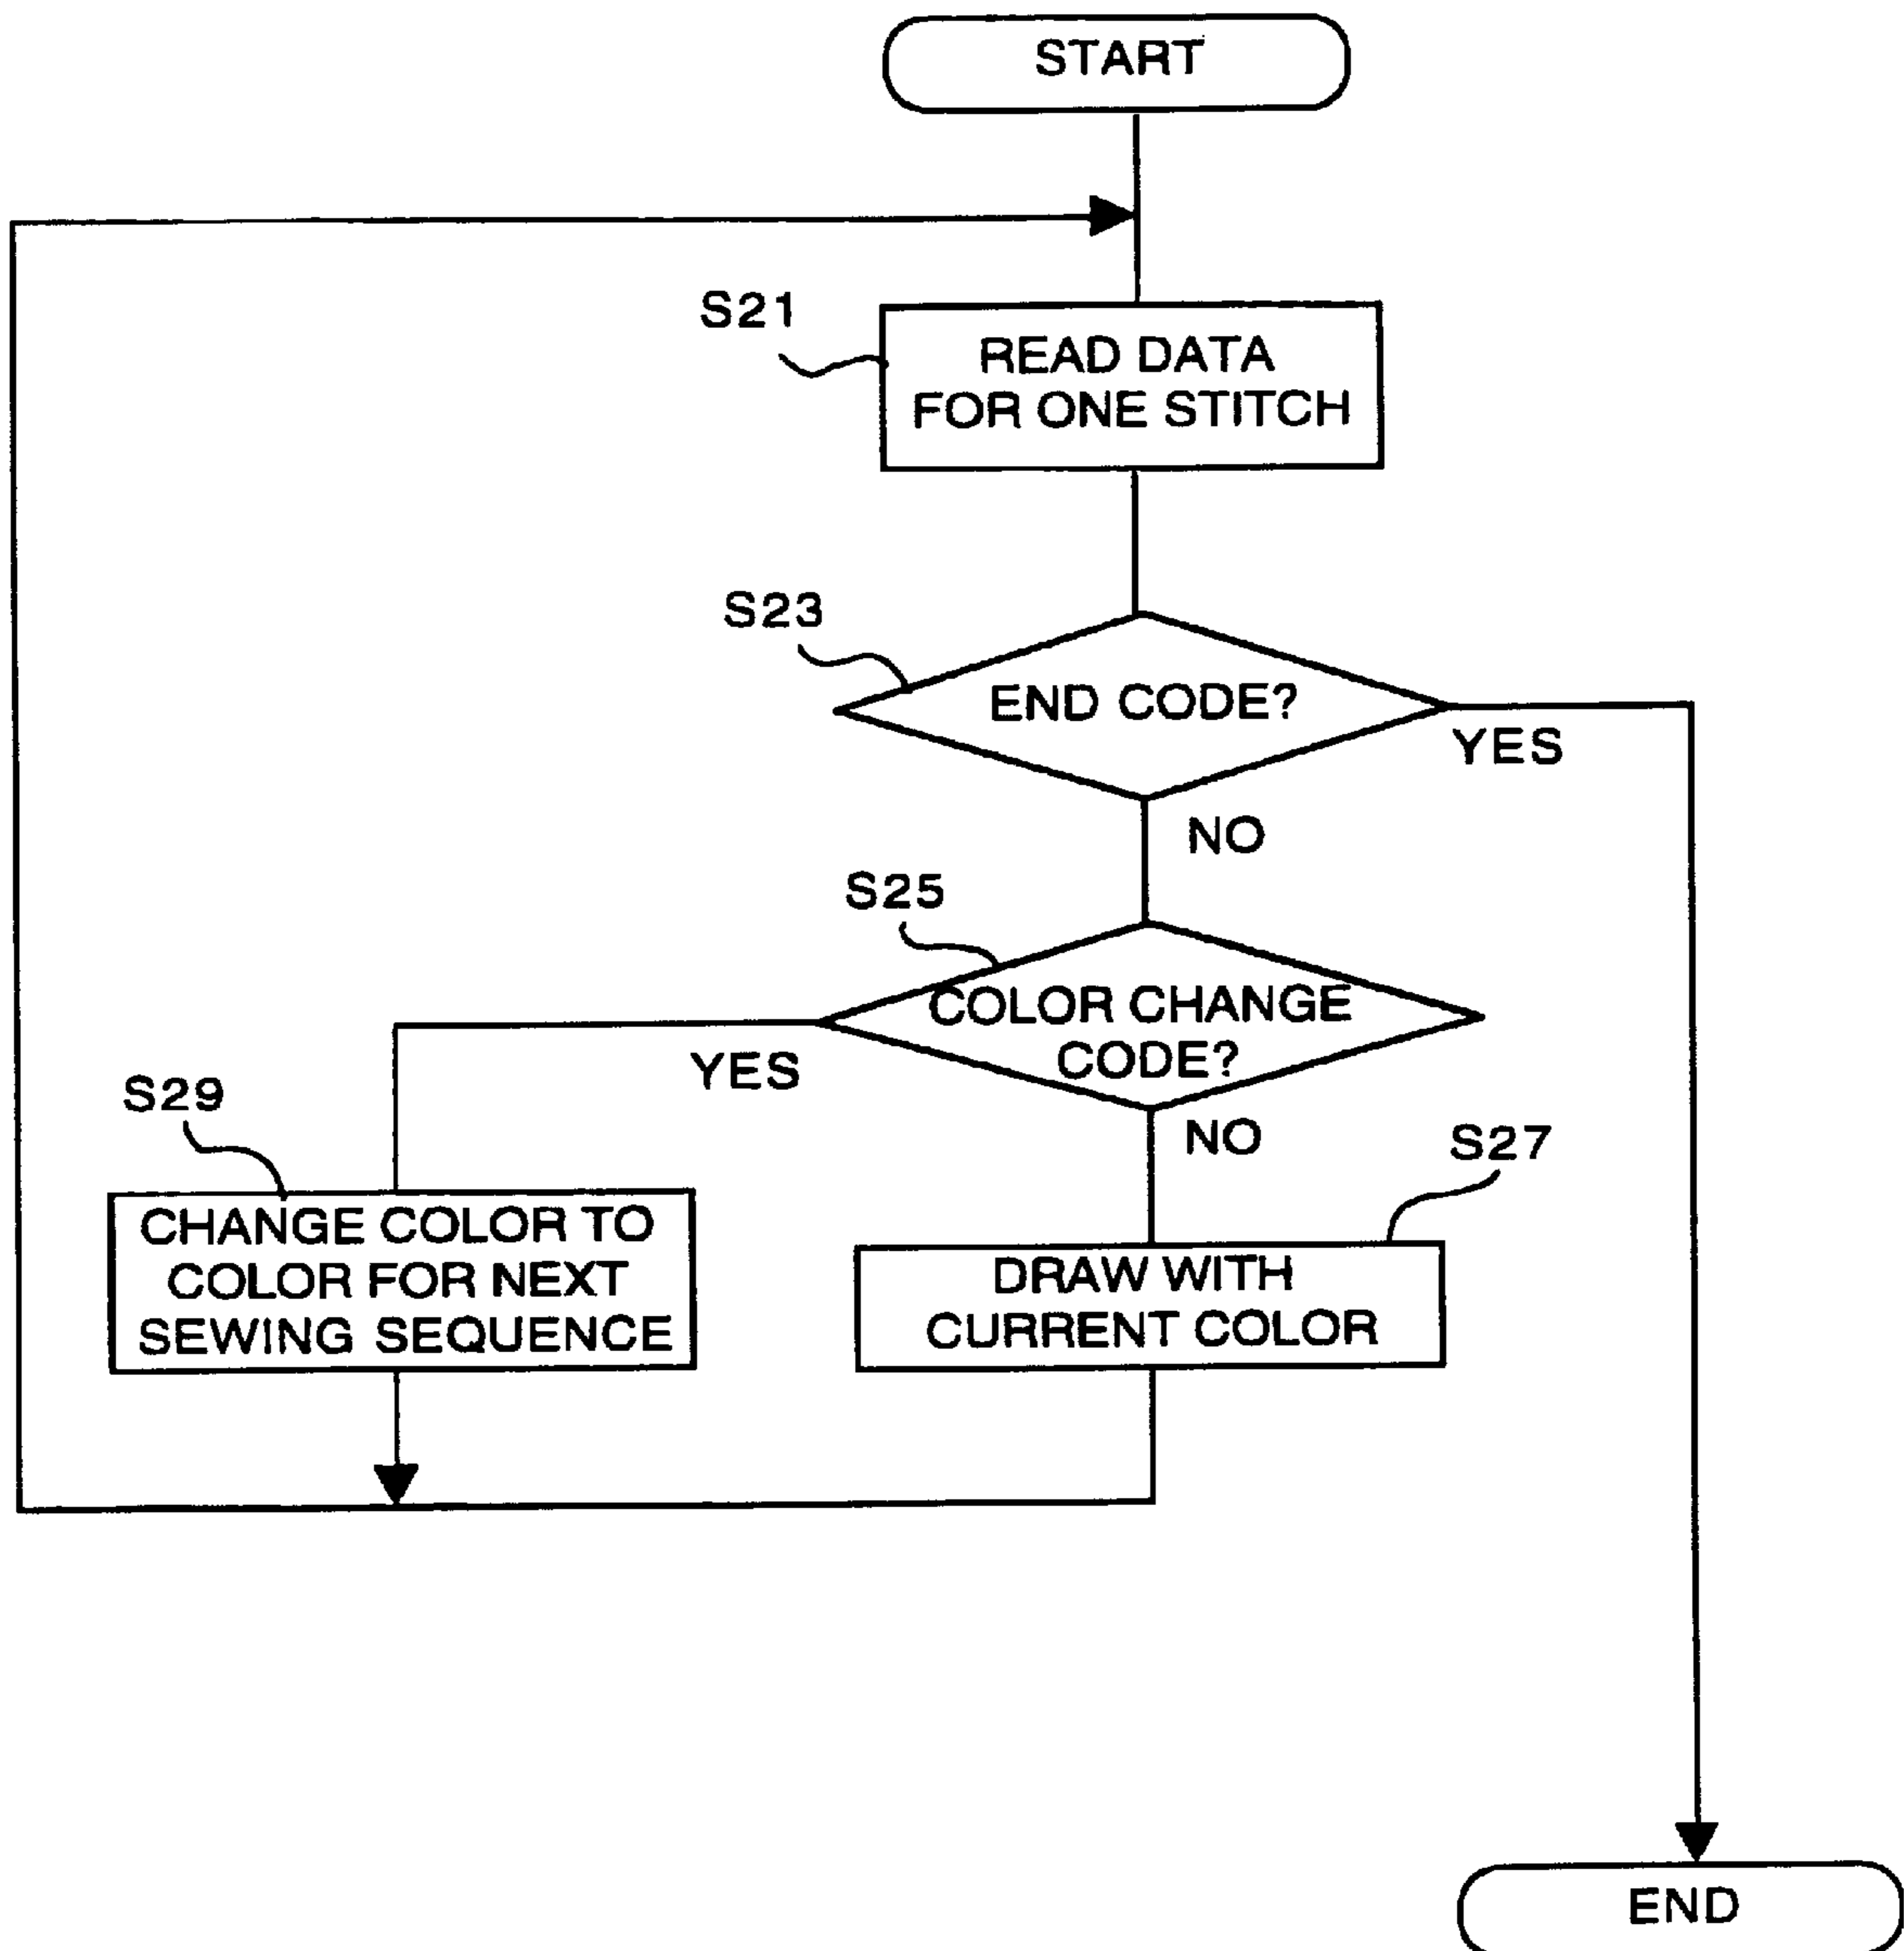 START
S21
READ DATA
FOR ONE STITCH
S23
END CODE?
YES
NO
S25
COLOR CHANGE
CODE?
YES
NO
S29
CHANGE COLOR TO
COLOR FOR NEXT
SEWING SEQUENCE
S27
DRAW WITH
CURRENT COLOR
END